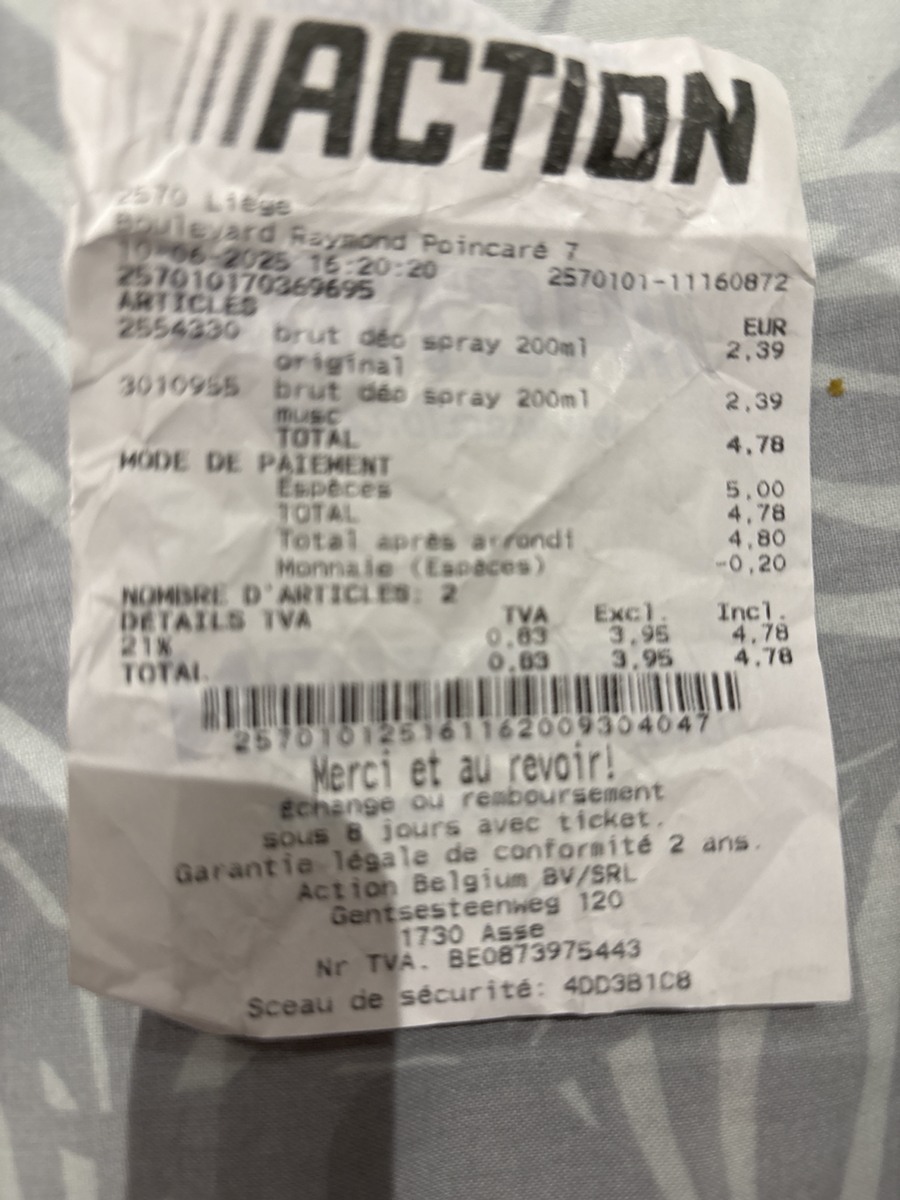 ACTION
2570 Liège
Boulevard Raymond Poincaré 7
10-06-2025 16:20:20 2570101-11160872
257010170369695
ARTICLES EUR
2554330 brut déo spray 200ml 2,39
original
3010955 brut déo spray 200ml 2,39
musc
TOTAL 4,78
MODE DE PAIEMENT
Espèces 5,00
TOTAL 4,78
Total après arrondi 4,80
Monnaie (Espèces) -0,20
NOMBRE D'ARTICLES: 2
DÉTAILS TVA TVA Excl. Incl.
21% 0.83 3.95 4.78
TOTAL 0.83 3.95 4.78
257010125161162009304047
Merci et au revoir!
Échange ou remboursement
sous 8 jours avec ticket.
Garantie légale de conformité 2 ans.
Action Belgium BV/SRL
Gentsesteenweg 120
1730 Asse
Nr TVA. BE0873975443
Sceau de sécurité: 4DD3B1C8